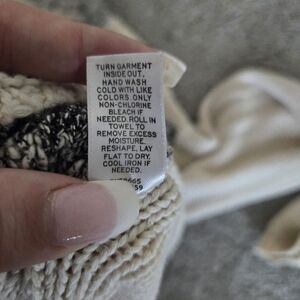 TURN GARMENT
INSIDE OUT,
HAND WASH
COLD WITH LIKE
COLORS. ONLY
NON-CHLORINE
BLEACH IF
NEEDED. ROLL IN
TOWEL TO
REMOVE EXCESS
MOISTURE,
RESHAPE, LAY
FLAT TO DRY.
COOL IRON IF
NEEDED.